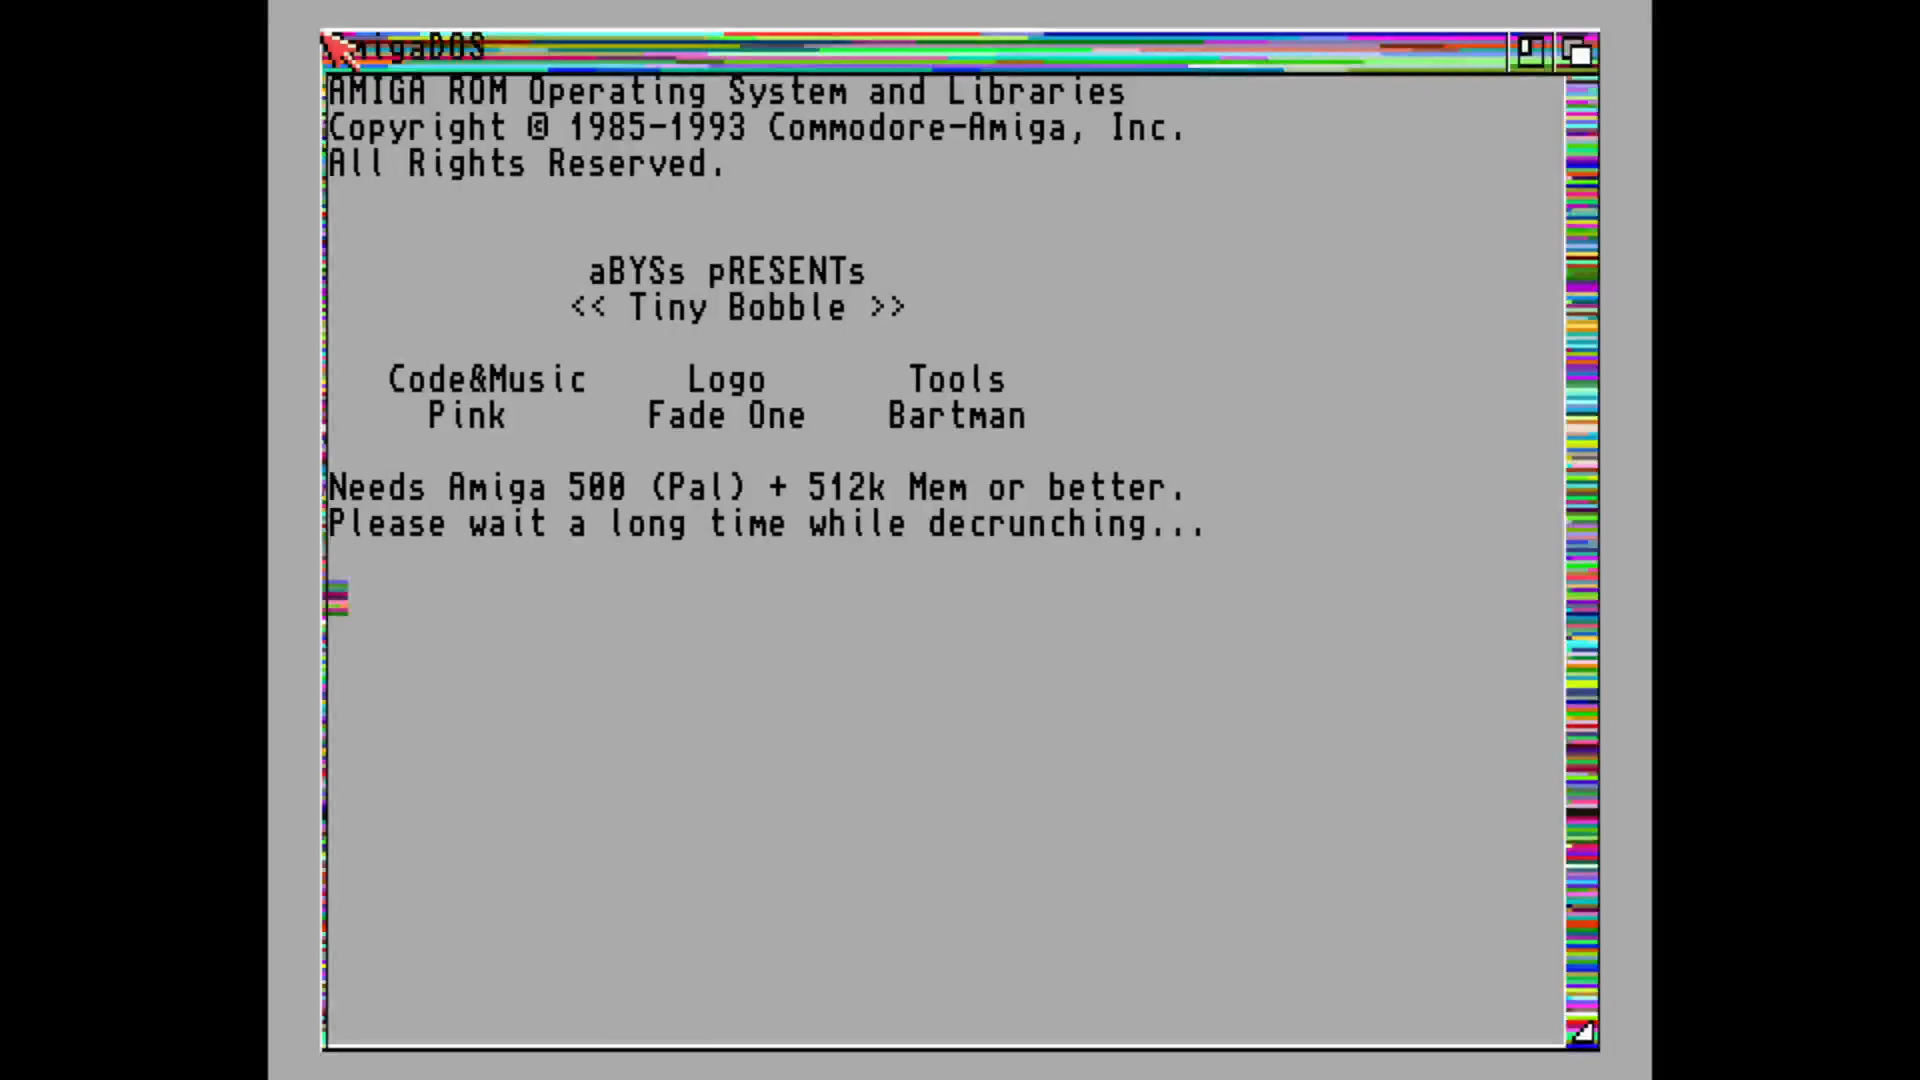 AmigaDOS
AMIGA ROM Operating System and Libraries
Copyright © 1985-1993 Commodore-Amiga, Inc.
All Rights Reserved.
aBYSs pRESENTs
<< Tiny Bobble >>
Code&Music Logo Tools
Pink Fade One Bartman
Needs Amiga 500 (Pal) + 512k Mem or better.
Please wait a long time while decrunching...